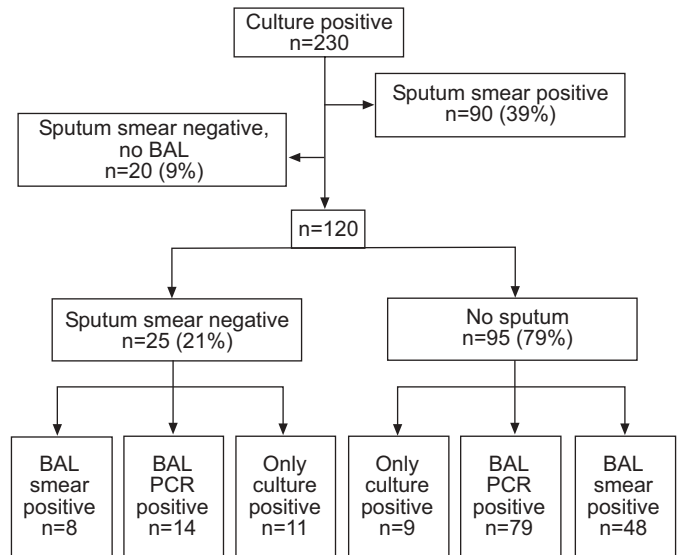 Culture positive
n=230
Sputum smear positive
n=90 (39%)
Sputum smear negative,
no BAL
n=20 (9%)
n=120
Sputum smear negative
n=25 (21%)
No sputum
n=95 (79%)
BAL
smear
positive
n=8
BAL
PCR
positive
n=14
Only
culture
positive
n=11
Only
culture
positive
n=9
BAL
PCR
positive
n=79
BAL
smear
positive
n=48